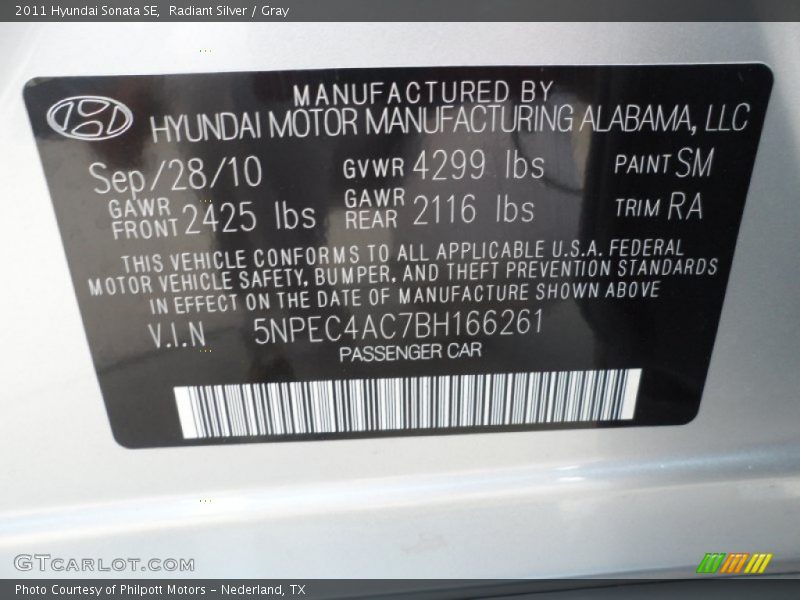 2011 Hyundai Sonata SE, Radiant Silver / Gray
MANUFACTURED BY
HYUNDAI MOTOR MANUFACTURING ALABAMA, LLC
Sep/28/10 GVWR 4299 lbs PAINT SM
GAWR FRONT 2425 lbs GAWR REAR 2116 lbs TRIM RA
THIS VEHICLE CONFORMS TO ALL APPLICABLE U.S.A. FEDERAL
MOTOR VEHICLE SAFETY, BUMPER, AND THEFT PREVENTION STANDARDS
IN EFFECT ON THE DATE OF MANUFACTURE SHOWN ABOVE
V.I.N 5NPEC4AC7BH166261
PASSENGER CAR
GTCARLOT.COM
Photo Courtesy of Philpott Motors - Nederland, TX